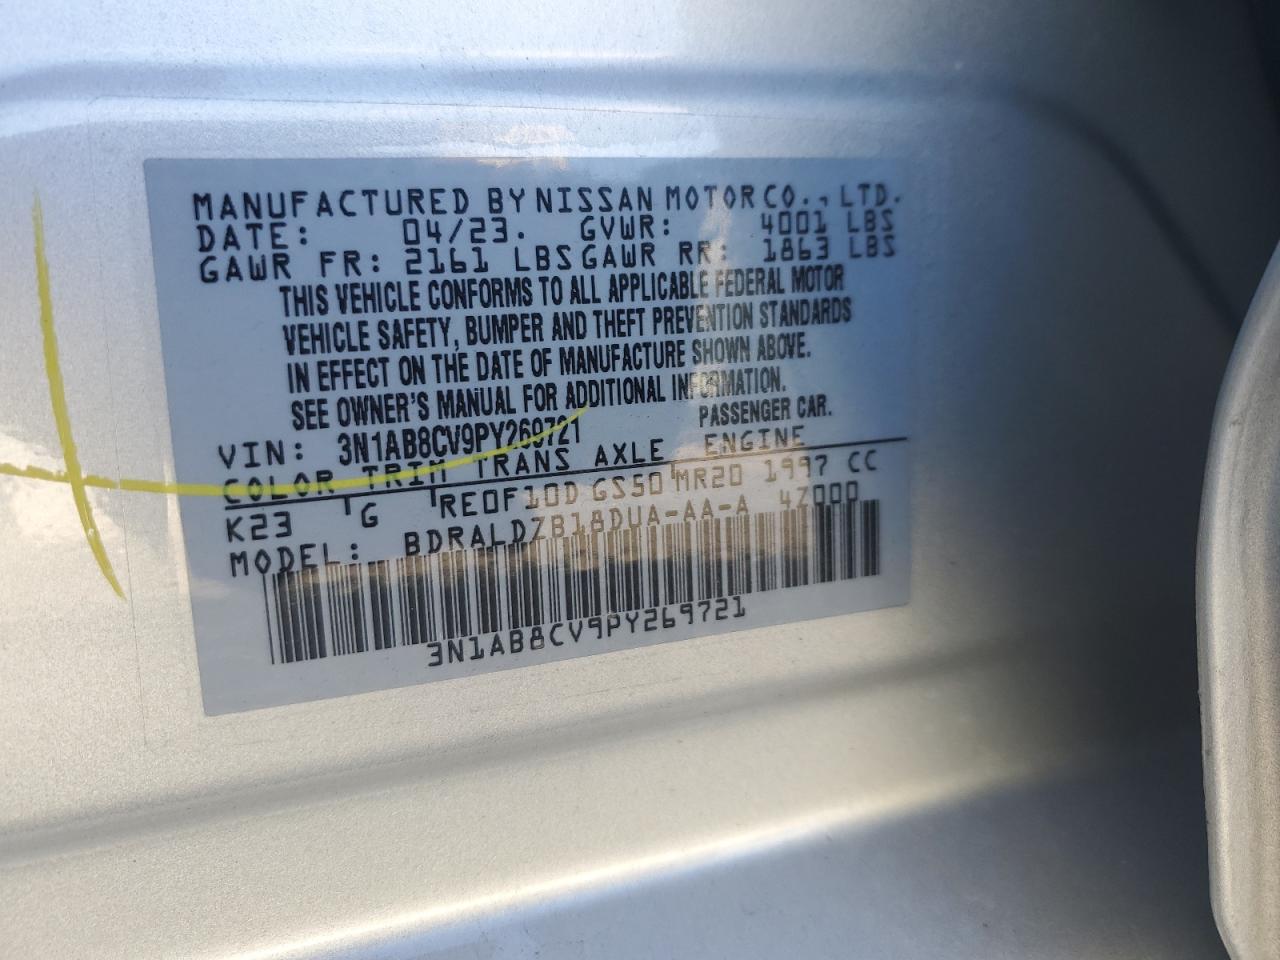 MANUFACTURED BY NISSAN MOTOR CO., LTD.
DATE: 04/23. GVWR: 4001 LBS
GAWR FR: 2161 LBS GAWR RR: 1863 LBS
THIS VEHICLE CONFORMS TO ALL APPLICABLE FEDERAL MOTOR
VEHICLE SAFETY, BUMPER AND THEFT PREVENTION STANDARDS
IN EFFECT ON THE DATE OF MANUFACTURE SHOWN ABOVE.
SEE OWNER'S MANUAL FOR ADDITIONAL INFORMATION.
VIN: 3N1AB8CV9PY269721 PASSENGER CAR.
COLOR TRIM TRANS AXLE ENGINE
K23 G RE0F10D GS50 MR20 1997 CC
MODEL: BDRALDZB18DUA-AA-A 4Z000
3N1AB8CV9PY269721